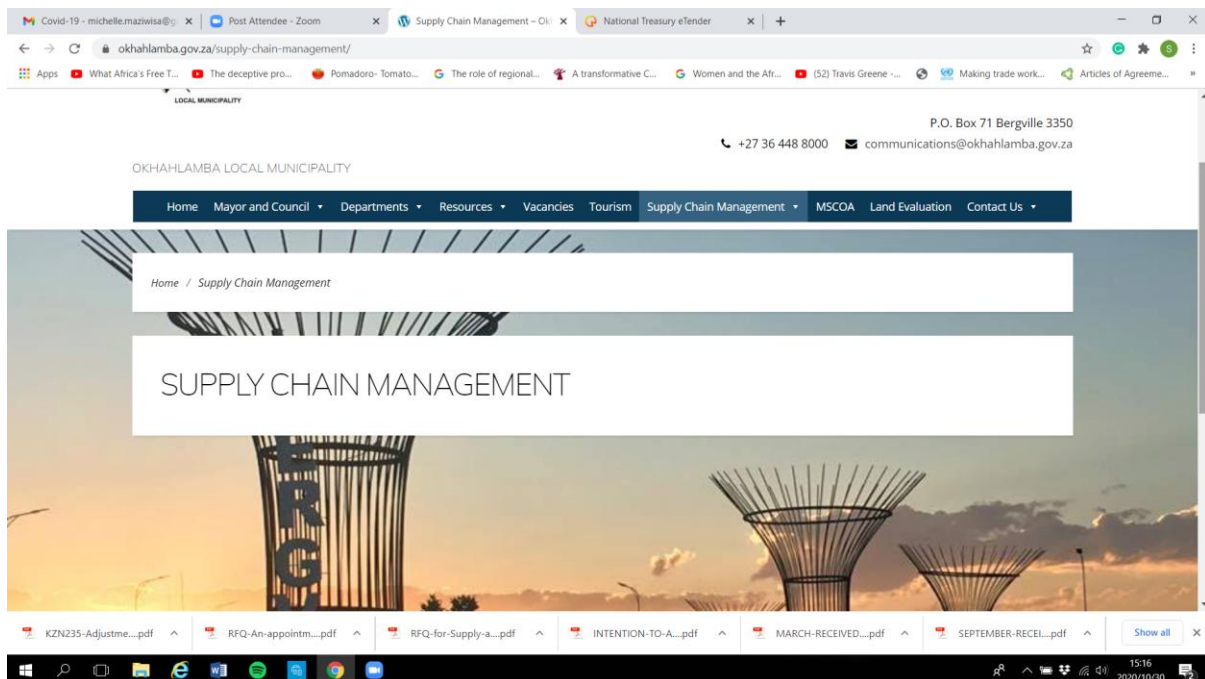 Covid-19 - michelle.maziwisa@g
Post Attendee - Zoom
Supply Chain Management – Ok
National Treasury eTender
okhahlamba.gov.za/supply-chain-management/
S
Apps
What Africa's Free T...
The deceptive pro...
Pomadoro- Tomato...
The role of regional...
A transformative C...
Women and the Afr...
(52) Travis Greene -...
Making trade work...
Articles of Agreeme...
LOCAL MUNICIPALITY
P.O. Box 71 Bergville 3350
+27 36 448 8000 communications@okhahlamba.gov.za
OKHAHLAMBA LOCAL MUNICIPALITY
Home Mayor and Council Departments Resources Vacancies Tourism Supply Chain Management MSCOA Land Evaluation Contact Us
Home / Supply Chain Management
SUPPLY CHAIN MANAGEMENT
E
R
G
KZN235-Adjustme....pdf
RFQ-An-appointm....pdf
RFQ-for-Supply-a....pdf
INTENTION-TO-A....pdf
MARCH-RECEIVED....pdf
SEPTEMBER-RECEI....pdf
Show all
15:16
2020/10/30